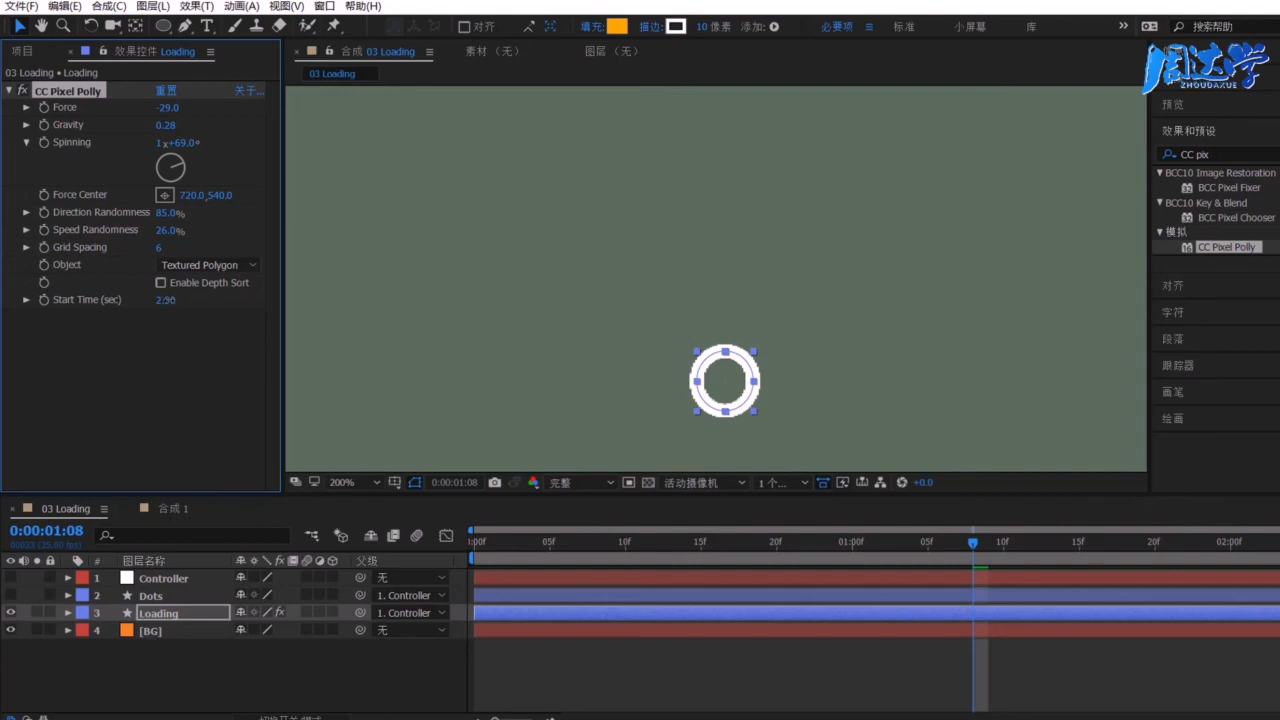 文件(F) 编辑(E) 合成(C) 图层(L) 效果(T) 动画(A) 视图(V) 窗口 帮助(H)
对齐 填充: 描边: 10 像素 添加: 必要项 标准 小屏幕 库 搜索帮助
项目 效果控件 Loading 合成 03 Loading 素材 (无) 图层 (无)
周达学
ZHOUDAXUE
03 Loading • Loading
03 Loading
fx CC Pixel Polly 重置 关于...
Force -29.0
Gravity 0.28
Spinning 1x+69.0°
Force Center 720.0,540.0
Direction Randomness 85.0%
Speed Randomness 26.0%
Grid Spacing 6
Object Textured Polygon
Enable Depth Sort
Start Time (sec) 2.90
预览
效果和预设
CC pix
BCC10 Image Restoration
BCC Pixel Fixer
BCC10 Key & Blend
BCC Pixel Chooser
模拟
CC Pixel Polly
对齐
字符
段落
跟踪器
画笔
绘画
200% 0:00:01:08 完整 活动摄像机 1 个... +0.0
03 Loading 合成 1
0:00:01:08
00033 (25.00 fps)
:00f 05f 10f 15f 20f 01:00f 05f 10f 15f 20f 02:00f
# 图层名称 父级
1 Controller 无
2 Dots 1. Controller
3 Loading fx 1. Controller
4 [BG] 无
切换开关/模式